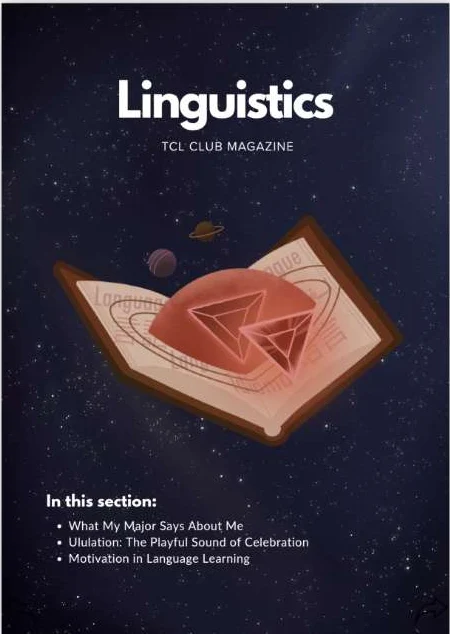 Linguistics
TCL CLUB MAGAZINE
Langua
In this section:
• What My Major Says About Me
• Ululation: The Playful Sound of Celebration
• Motivation in Language Learning